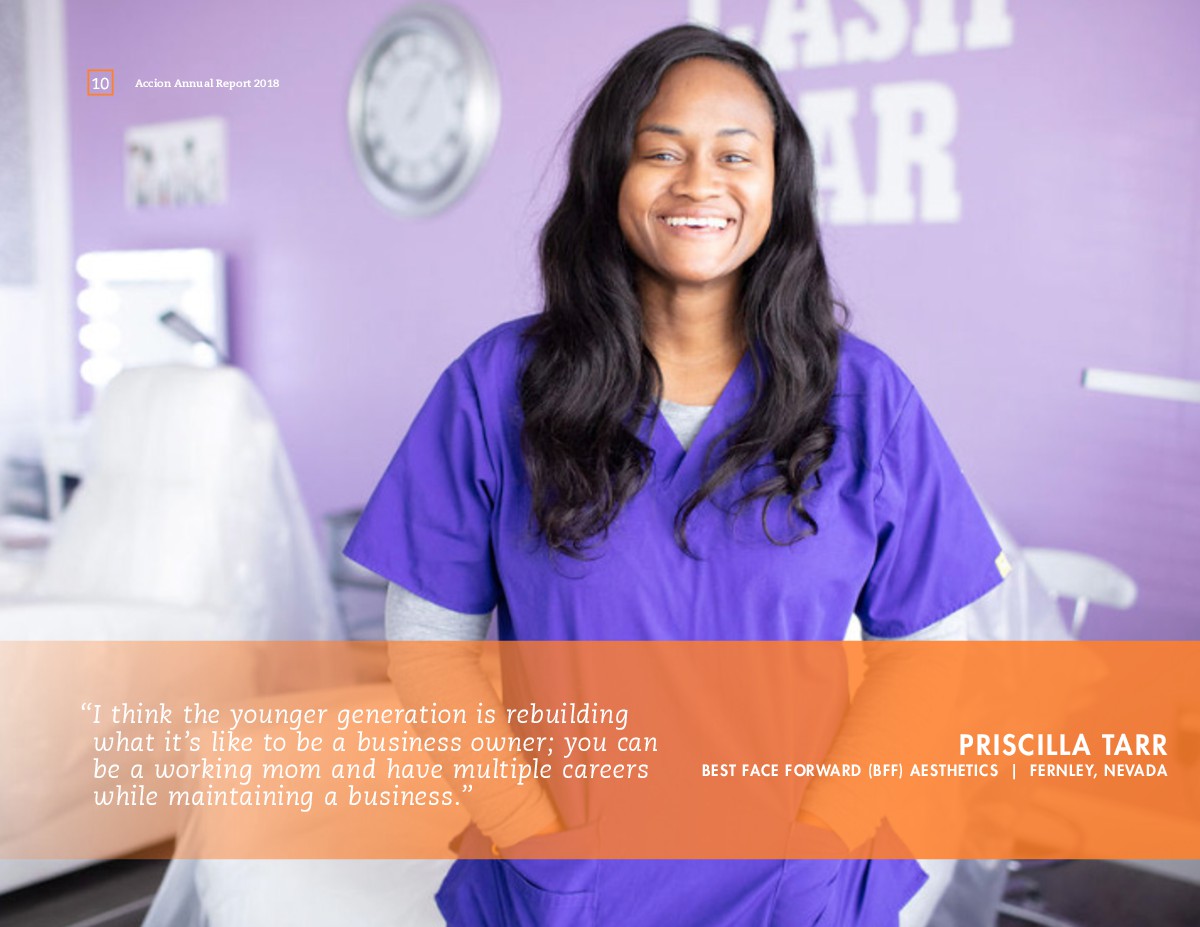 10
Accion Annual Report 2018
LASH
BAR
“I think the younger generation is rebuilding
what it’s like to be a business owner; you can
be a working mom and have multiple careers
while maintaining a business.”
PRISCILLA TARR
BEST FACE FORWARD (BFF) AESTHETICS | FERNLEY, NEVADA